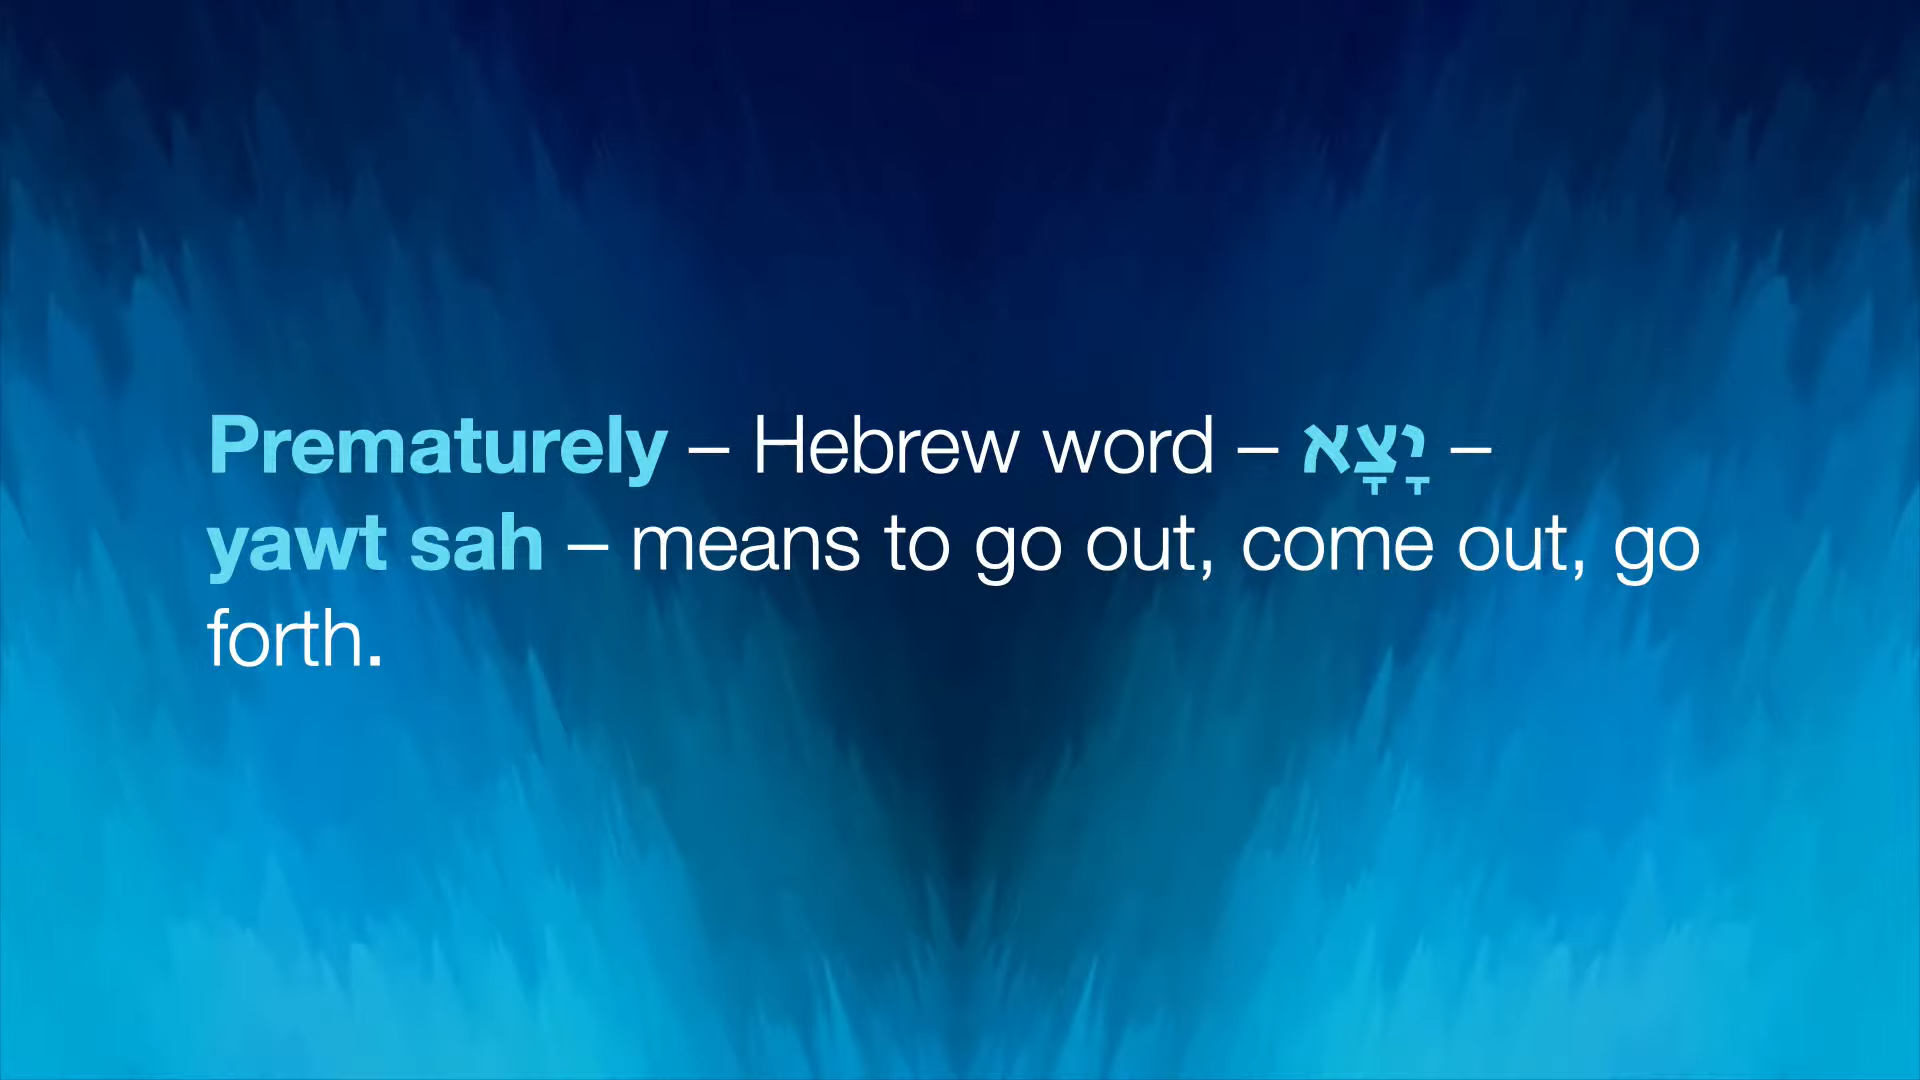 Prematurely – Hebrew word – יָצָא –
yawt sah – means to go out, come out, go
forth.